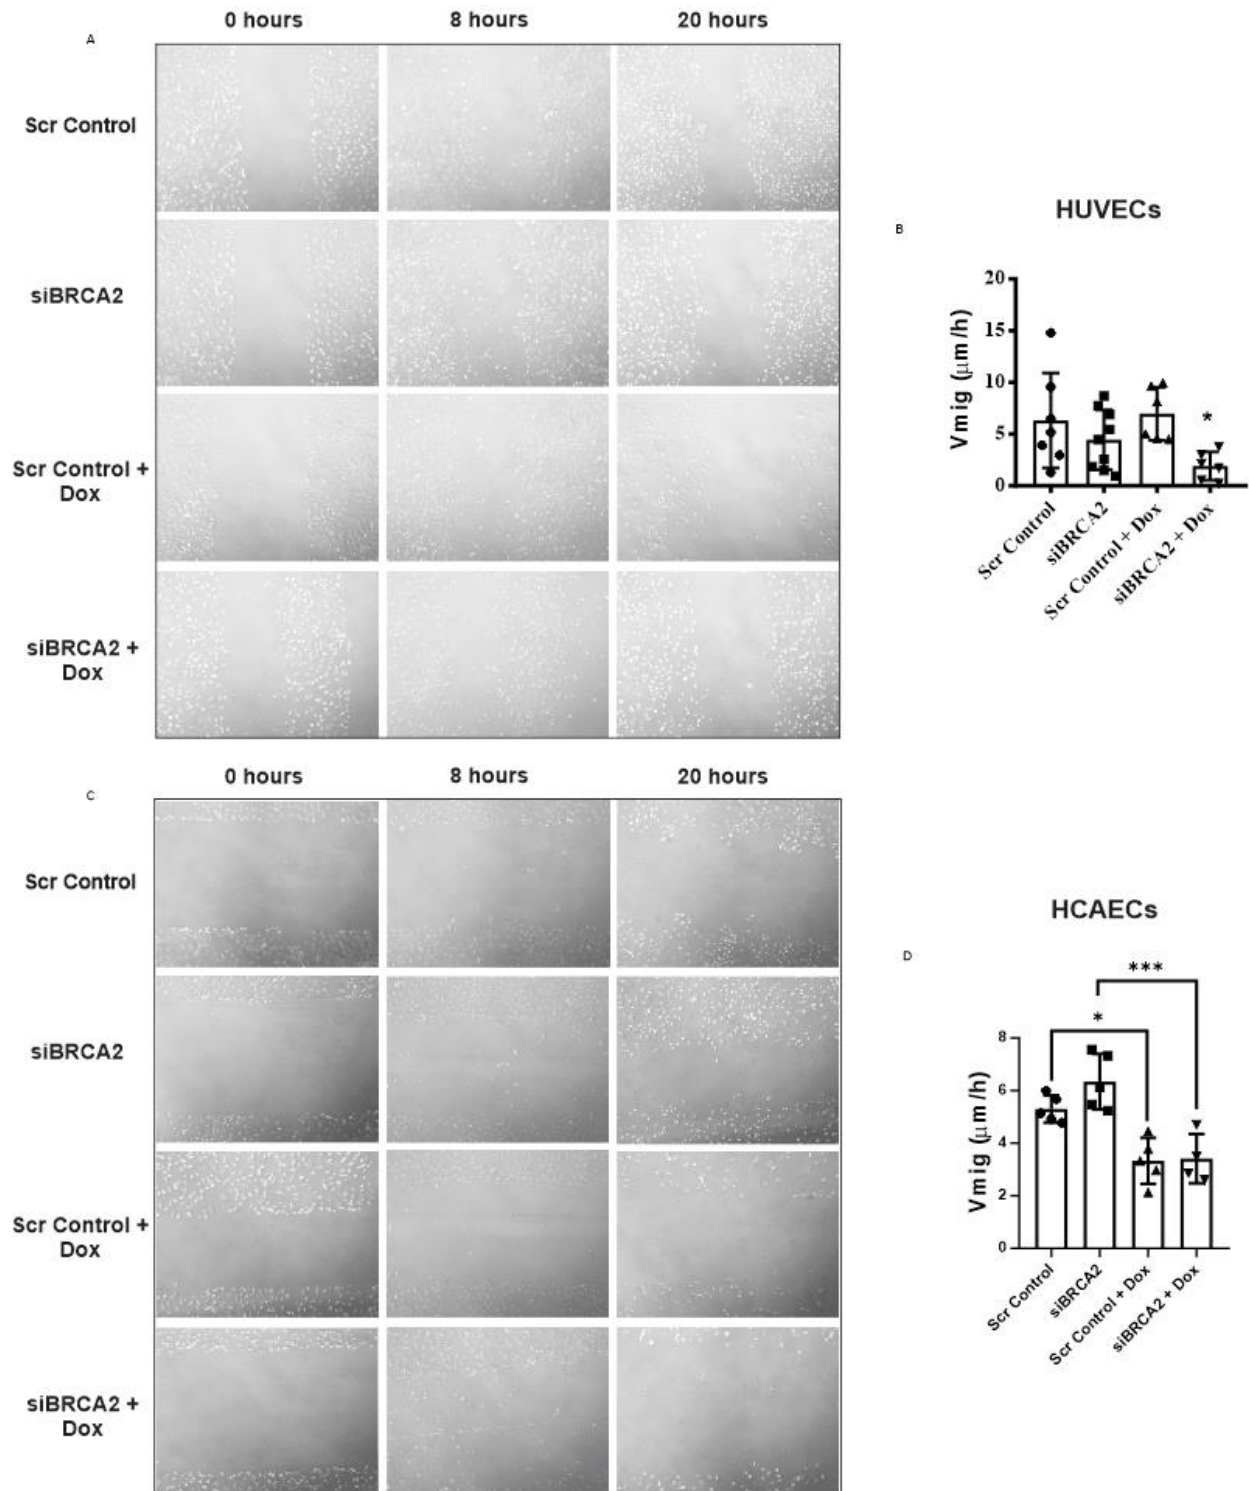 A
0 hours
8 hours
20 hours
Scr Control
siBRCA2
Scr Control +
Dox
siBRCA2 +
Dox
B
HUVECs
Vmig (μm/h)
20
15
10
5
0
*
Scr Control
siBRCA2
Scr Control + Dox
siBRCA2 + Dox
C
0 hours
8 hours
20 hours
Scr Control
siBRCA2
Scr Control +
Dox
siBRCA2 +
Dox
D
HCAECs
***
*
Vmig (μm/h)
8
6
4
2
0
Scr Control
siBRCA2
Scr Control + Dox
siBRCA2 + Dox